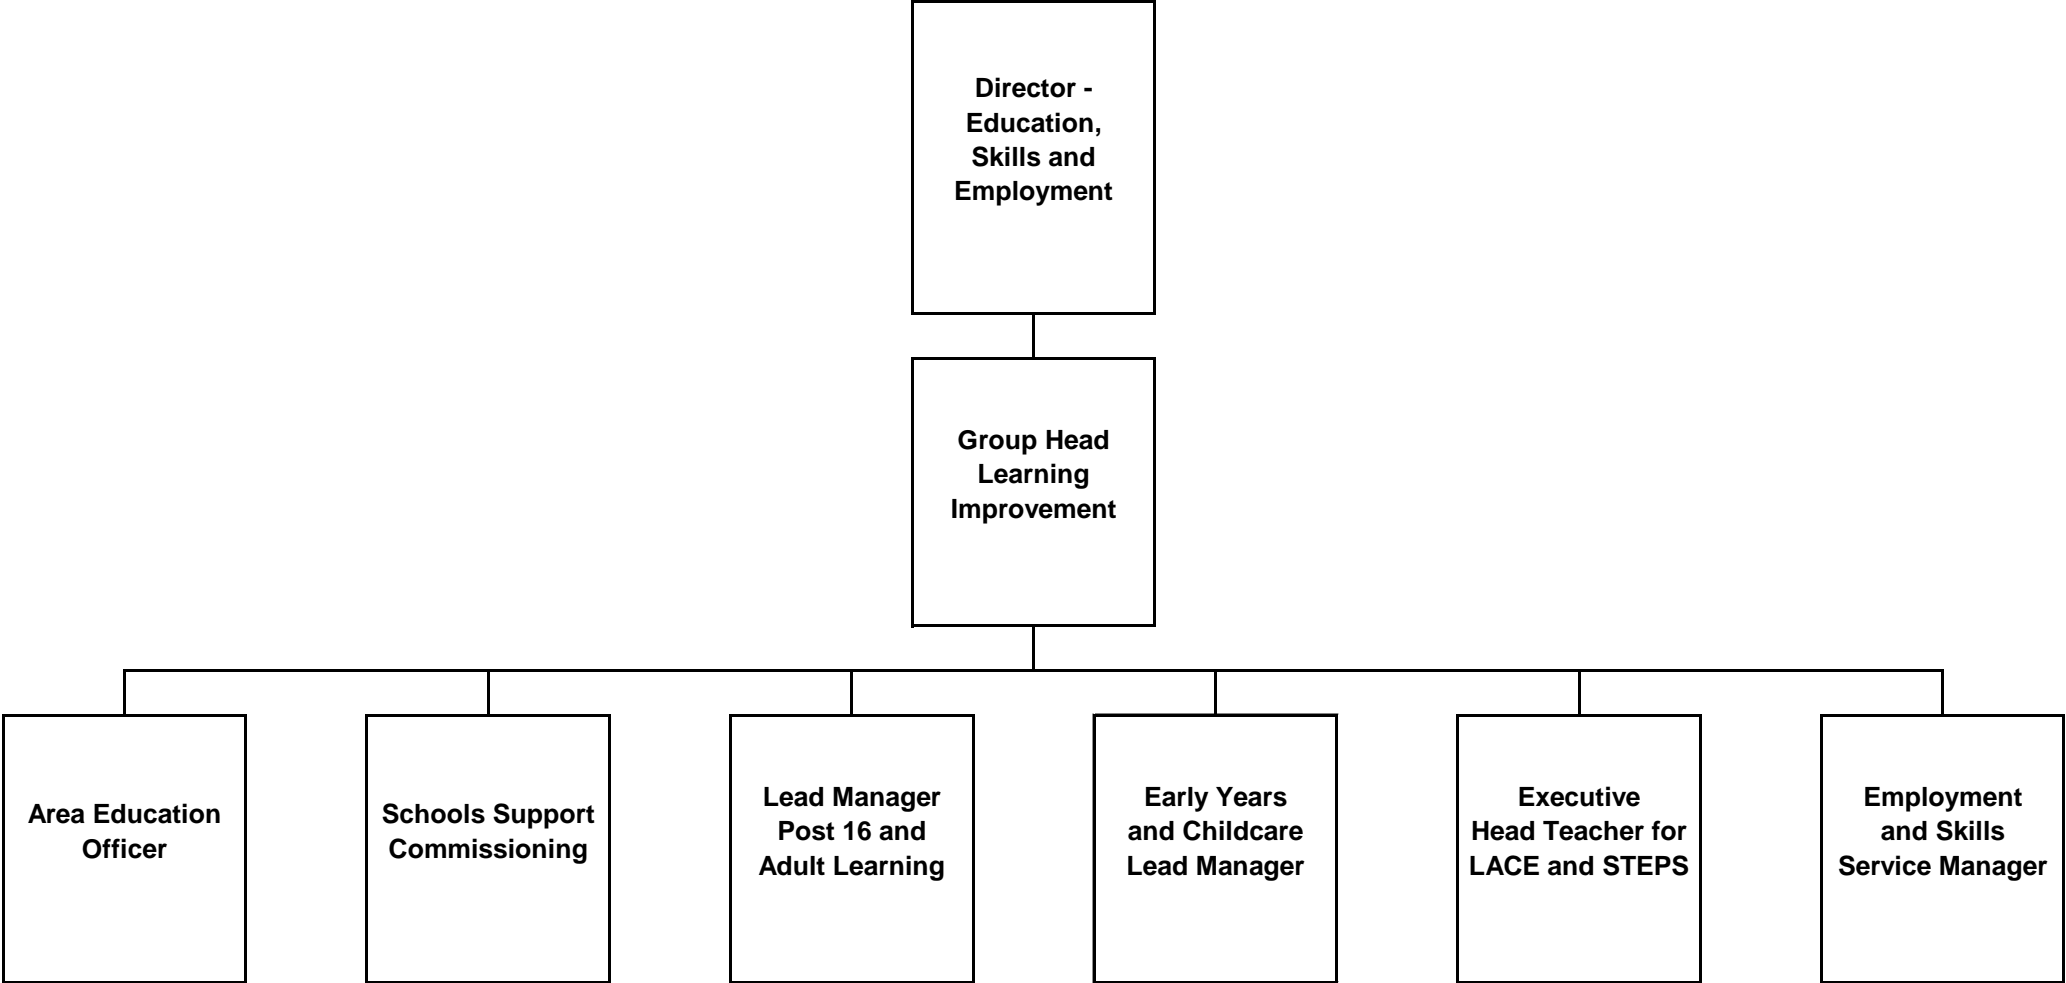 Director -
Education,
Skills and
Employment
Group Head
Learning
Improvement
Area Education
Officer
Schools Support
Commissioning
Lead Manager
Post 16 and
Adult Learning
Early Years
and Childcare
Lead Manager
Executive
Head Teacher for
LACE and STEPS
Employment
and Skills
Service Manager